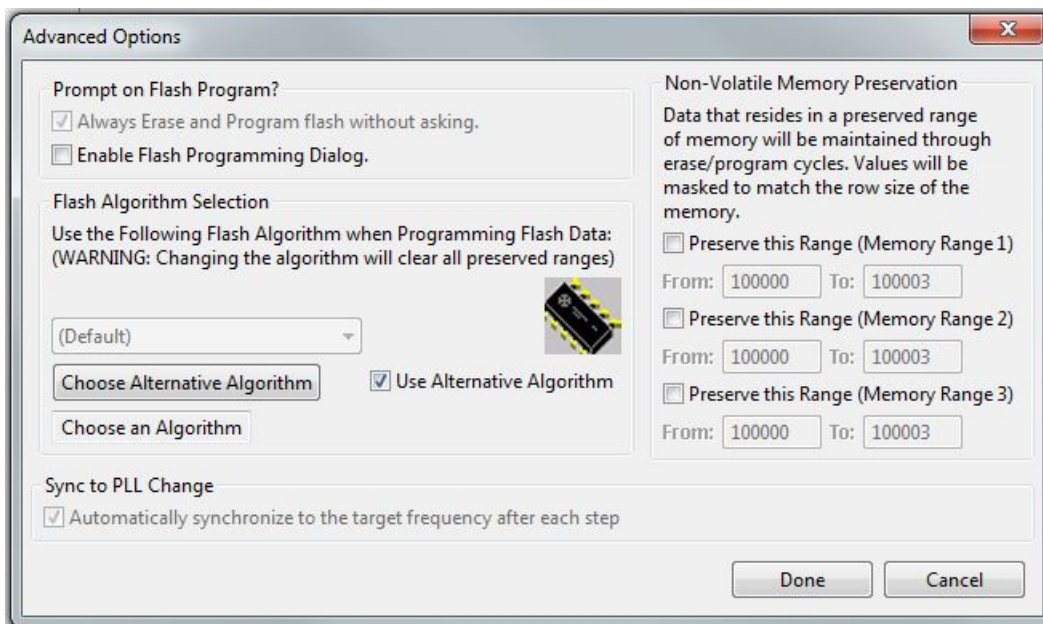 Advanced Options
Prompt on Flash Program?
Always Erase and Program flash without asking.
Enable Flash Programming Dialog.
Flash Algorithm Selection
Use the Following Flash Algorithm when Programming Flash Data:
(WARNING: Changing the algorithm will clear all preserved ranges)
(Default)
Choose Alternative Algorithm
Use Alternative Algorithm
Choose an Algorithm
Non-Volatile Memory Preservation
Data that resides in a preserved range
of memory will be maintained through
erase/program cycles. Values will be
masked to match the row size of the
memory.
Preserve this Range (Memory Range 1)
From: 100000 To: 100003
Preserve this Range (Memory Range 2)
From: 100000 To: 100003
Preserve this Range (Memory Range 3)
From: 100000 To: 100003
Sync to PLL Change
Automatically synchronize to the target frequency after each step
Done Cancel